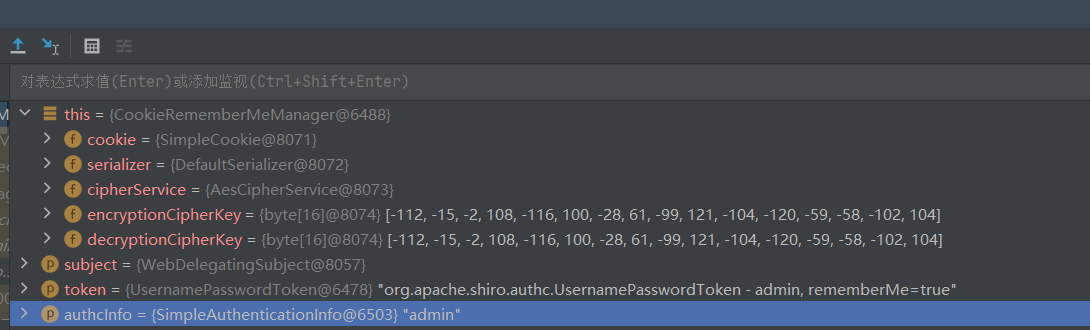 对表达式求值(Enter)或添加监视(Ctrl+Shift+Enter)
this = {CookieRememberMeManager@6488}
cookie = {SimpleCookie@8071}
serializer = {DefaultSerializer@8072}
cipherService = {AesCipherService@8073}
encryptionCipherKey = {byte[16]@8074} [-112, -15, -2, 108, -116, 100, -28, 61, -99, 121, -104, -120, -59, -58, -102, 104]
decryptionCipherKey = {byte[16]@8074} [-112, -15, -2, 108, -116, 100, -28, 61, -99, 121, -104, -120, -59, -58, -102, 104]
subject = {WebDelegatingSubject@8057}
token = {UsernamePasswordToken@6478} "org.apache.shiro.authc.UsernamePasswordToken - admin, rememberMe=true"
authcInfo = {SimpleAuthenticationInfo@6503} "admin"